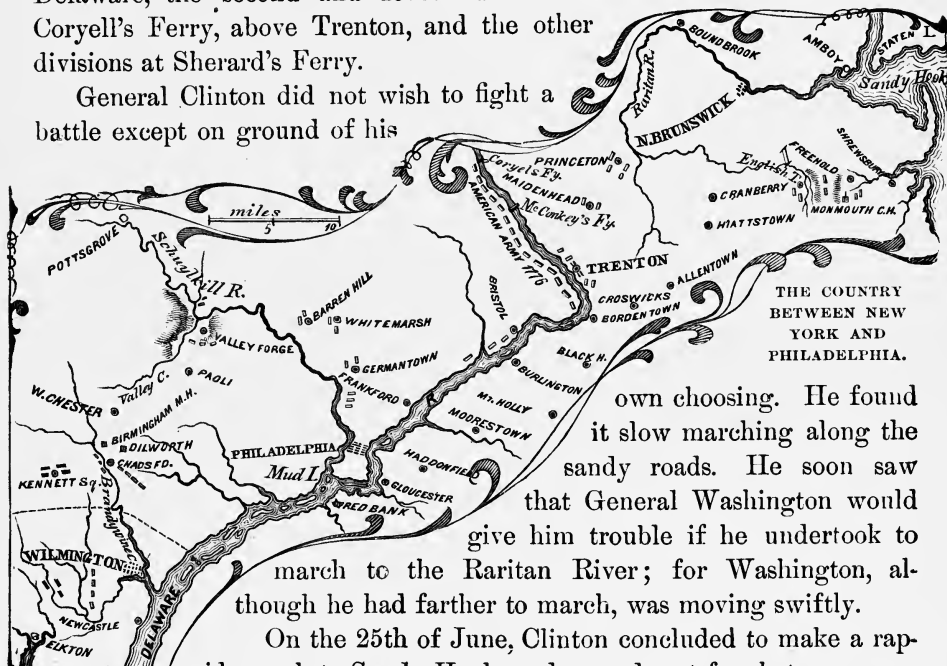 Coryell's Ferry, above Trenton, and the other
divisions at Sherard's Ferry.
General Clinton did not wish to fight a
battle except on ground of his
BOUNDBROOK
AMBOY
STATEN I.
Sandy Hook
Raritan R.
N. BRUNSWICK
PRINCETON
Coryels Fy.
MAIDENHEAD
McConkey's Fy.
AMERICAN ARMY 1776
English T.
FREEHOLD
SHREWSBURY
CRANBERRY
MONMOUTH C.H.
HIATTSTOWN
miles
5 10
POTTSGROVE
Schuylkill R.
TRENTON
ALLENTOWN
CROSWICKS
BORDENTOWN
BRISTOL
BARREN HILL
WHITEMARSH
VALLEY FORGE
GERMANTOWN
BLACK H.
BURLINGTON
PAOLI
Valley C.
FRANKFORD
MT. HOLLY
W. CHESTER
BIRMINGHAM M.H.
MOORESTOWN
DILWORTH
PHILADELPHIA
CHADS FD.
Mud I.
HADDONFIELD
KENNETT Sq.
GLOUCESTER
Brandywine C.
RED BANK
WILMINGTON
NEWCASTLE
DELAWARE
ELKTON
THE COUNTRY
BETWEEN NEW
YORK AND
PHILADELPHIA.
own choosing. He found
it slow marching along the
sandy roads. He soon saw
that General Washington would
give him trouble if he undertook to
march to the Raritan River; for Washington, al-
though he had farther to march, was moving swiftly.
On the 25th of June, Clinton concluded to make a rap-